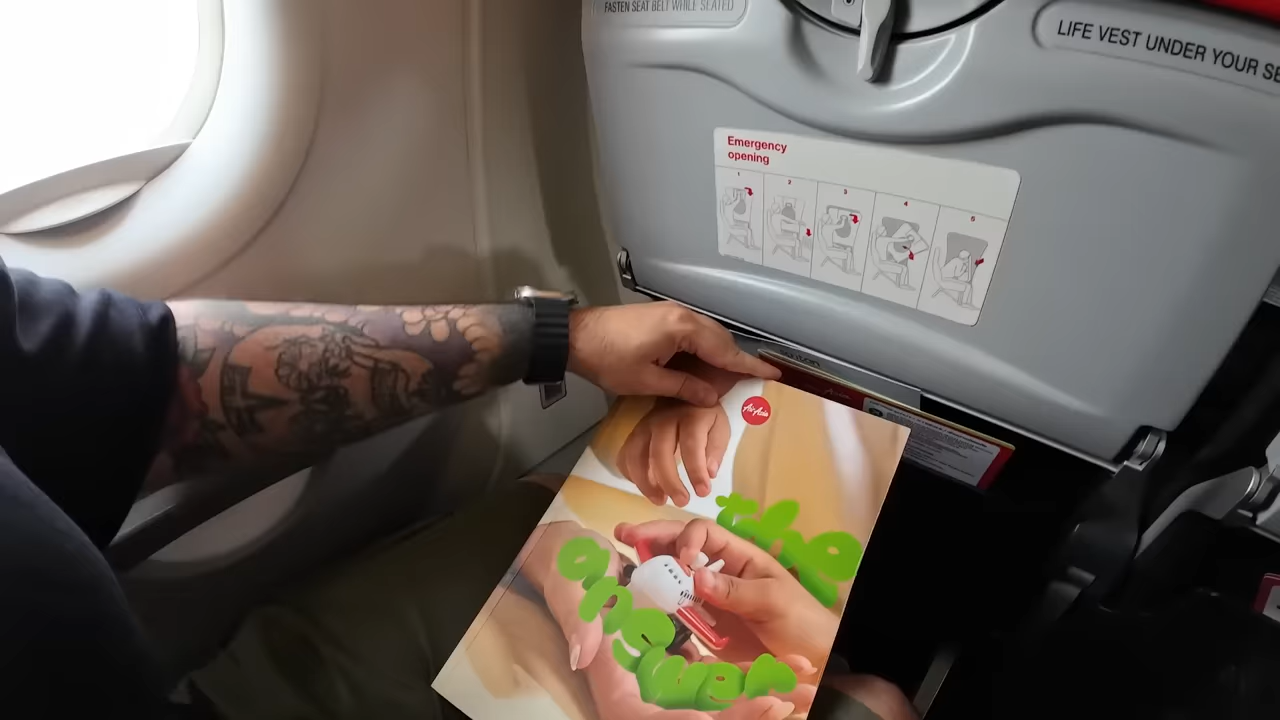 FASTEN SEAT BELT WHILE SEATED
LIFE VEST UNDER YOUR SE
Emergency
opening
1 2 3 4 5
AirAsia
the
answer